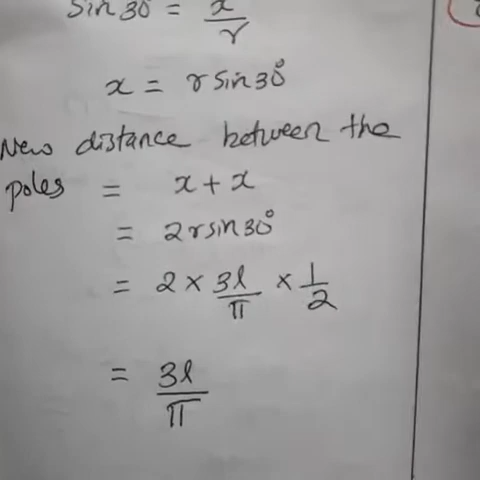 sin 30 = x/r
x = r sin 30°
New distance between the
poles = x + x
= 2r sin 30°
= 2 × 3l/π × 1/2
= 3l/π